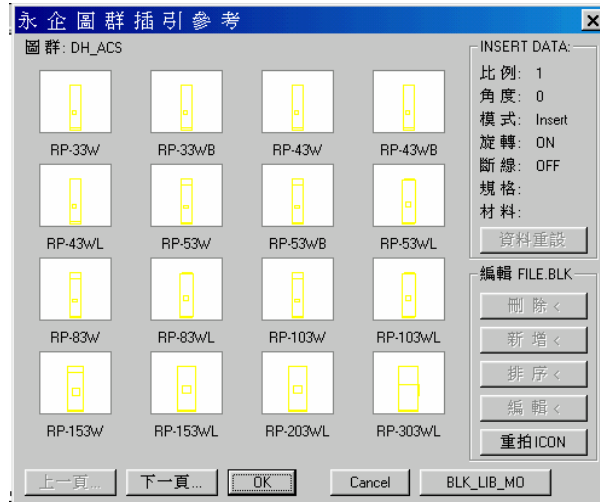 永企圖群插引參考
圖群: DH_ACS
RP-33W RP-33WB RP-43W RP-43WB
RP-43WL RP-53W RP-53WB RP-53WL
RP-83W RP-83WL RP-103W RP-103WL
RP-153W RP-153WL RP-203WL RP-303WL
INSERT DATA:
比例: 1
角度: 0
模式: Insert
旋轉: ON
斷線: OFF
規格:
材料:
資料重設
編輯 FILE.BLK
刪除<
新增<
排序<
編輯<
重拍ICON
上一頁... 下一頁... OK Cancel BLK_LIB_MO